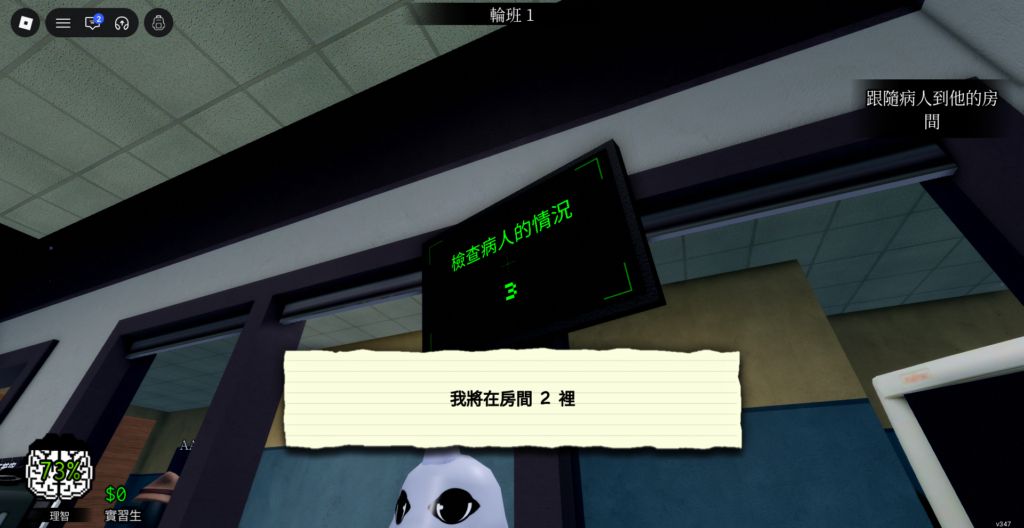 2
輪班 1
跟隨病人到他的房
間
檢查病人的情況
3
我將在房間 2 裡
73%
理智
$0
實習生
v347